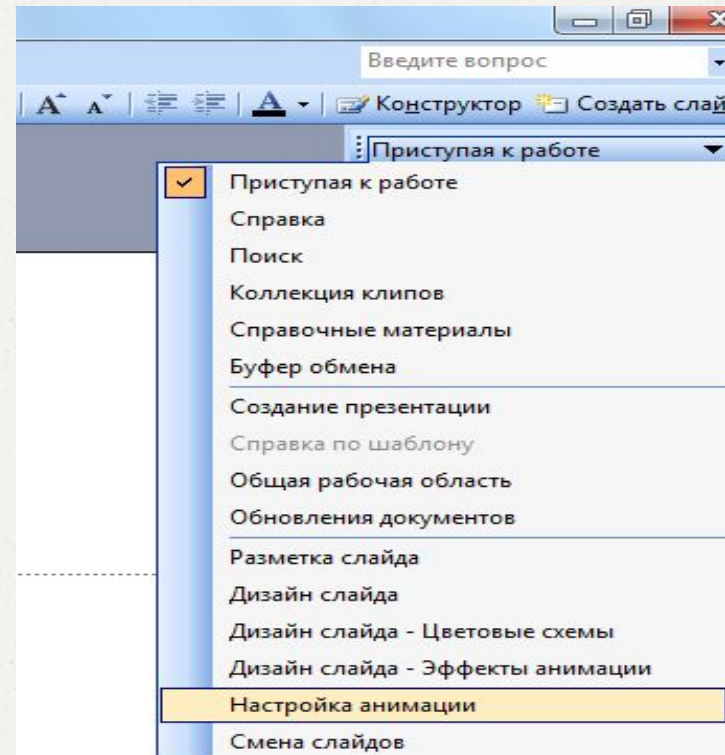 Введите вопрос
A A A Конструктор Создать слай
Приступая к работе
Приступая к работе
Справка
Поиск
Коллекция клипов
Справочные материалы
Буфер обмена
Создание презентации
Справка по шаблону
Общая рабочая область
Обновления документов
Разметка слайда
Дизайн слайда
Дизайн слайда - Цветовые схемы
Дизайн слайда - Эффекты анимации
Настройка анимации
Смена слайдов